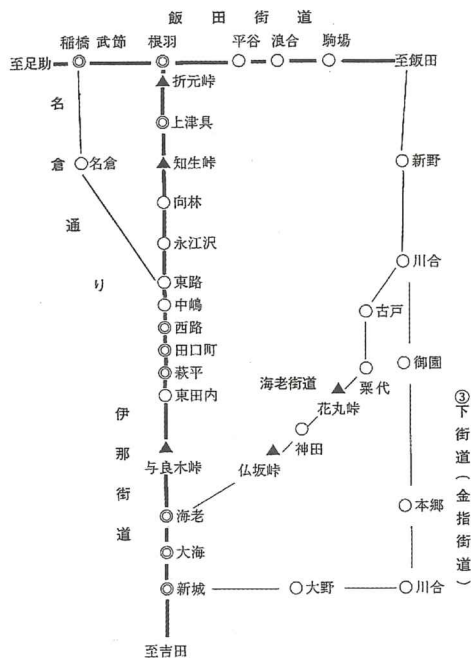 飯田街道
稲橋 武節 根羽 平谷 浪合 駒場
至足助 至飯田
折元峠
上津具
名倉通り
名倉
知生峠
新野
向林
永江沢
川合
東路
古戸
中嶋
西路
田口町
御園
萩平
粟代
海老街道
東田内
花丸峠
③下街道(金指街道)
伊那街道
神田
与良木峠
仏坂峠
海老
本郷
大海
新城 大野 川合
至吉田